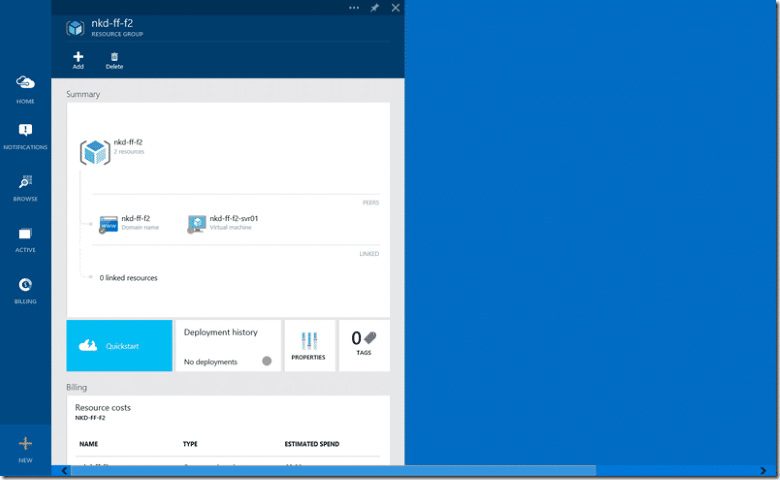 nkd-ff-f2
RESOURCE GROUP
Add
Delete
Summary
nkd-ff-f2
2 resources
PEERS
nkd-ff-f2
Domain name
nkd-ff-f2-svr01
Virtual machine
LINKED
0 linked resources
Quickstart
Deployment history
No deployments
PROPERTIES
0
TAGS
Billing
Resource costs
NKD-FF-F2
NAME TYPE ESTIMATED SPEND
HOME
NOTIFICATIONS
BROWSE
ACTIVE
BILLING
NEW